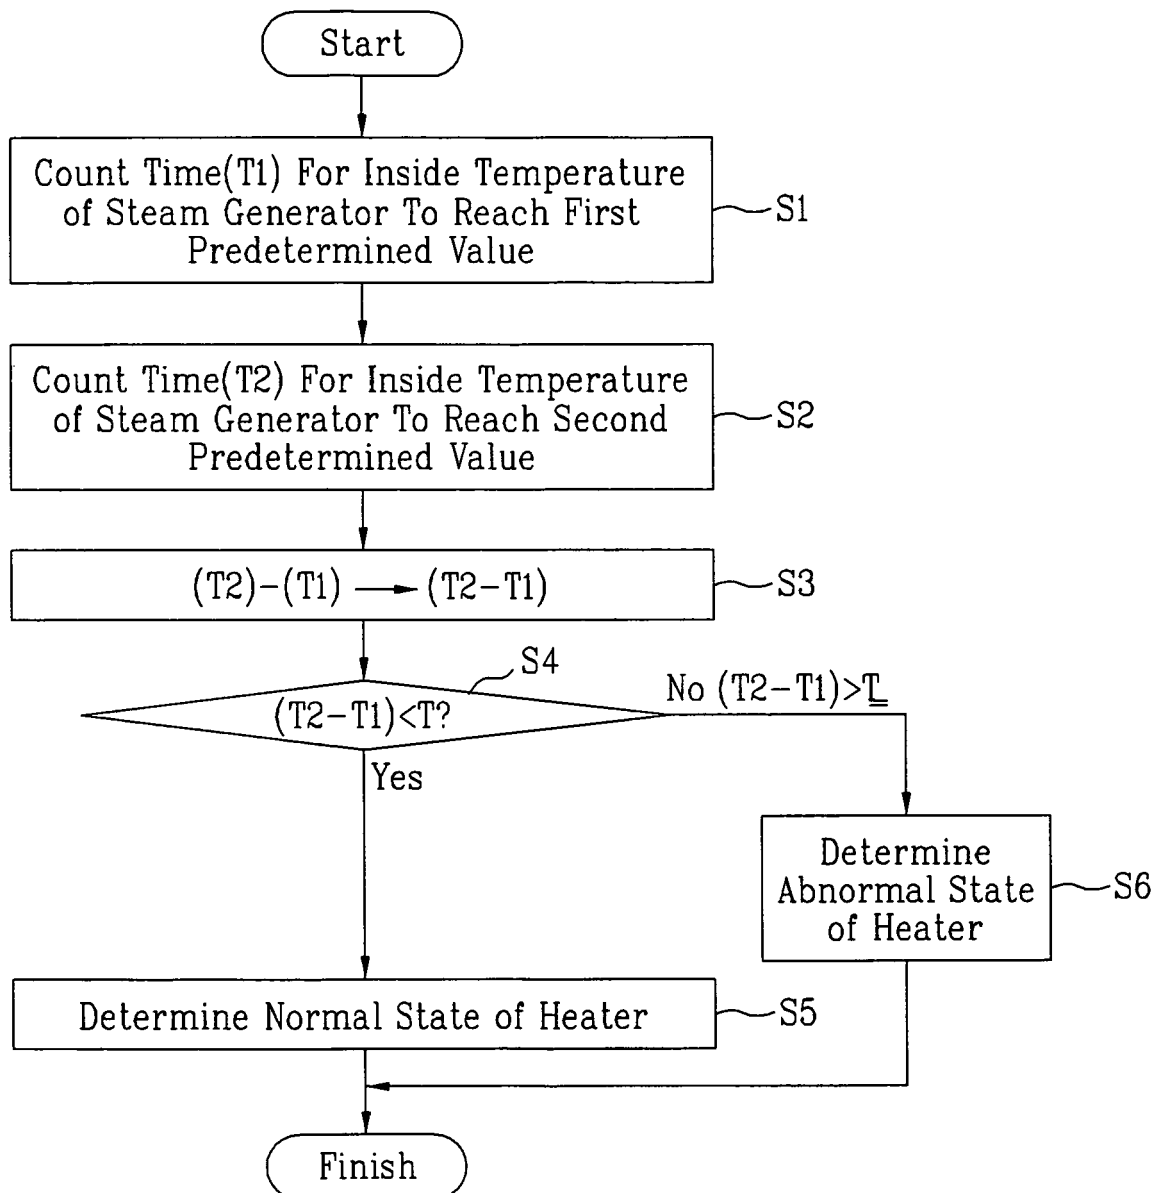 Start
Count Time(T1) For Inside Temperature
of Steam Generator To Reach First
Predetermined Value
S1
Count Time(T2) For Inside Temperature
of Steam Generator To Reach Second
Predetermined Value
S2
(T2)-(T1) → (T2-T1)
S3
S4
(T2-T1)<T?
No (T2-T1)>T
Yes
Determine
Abnormal State
of Heater
S6
Determine Normal State of Heater
S5
Finish